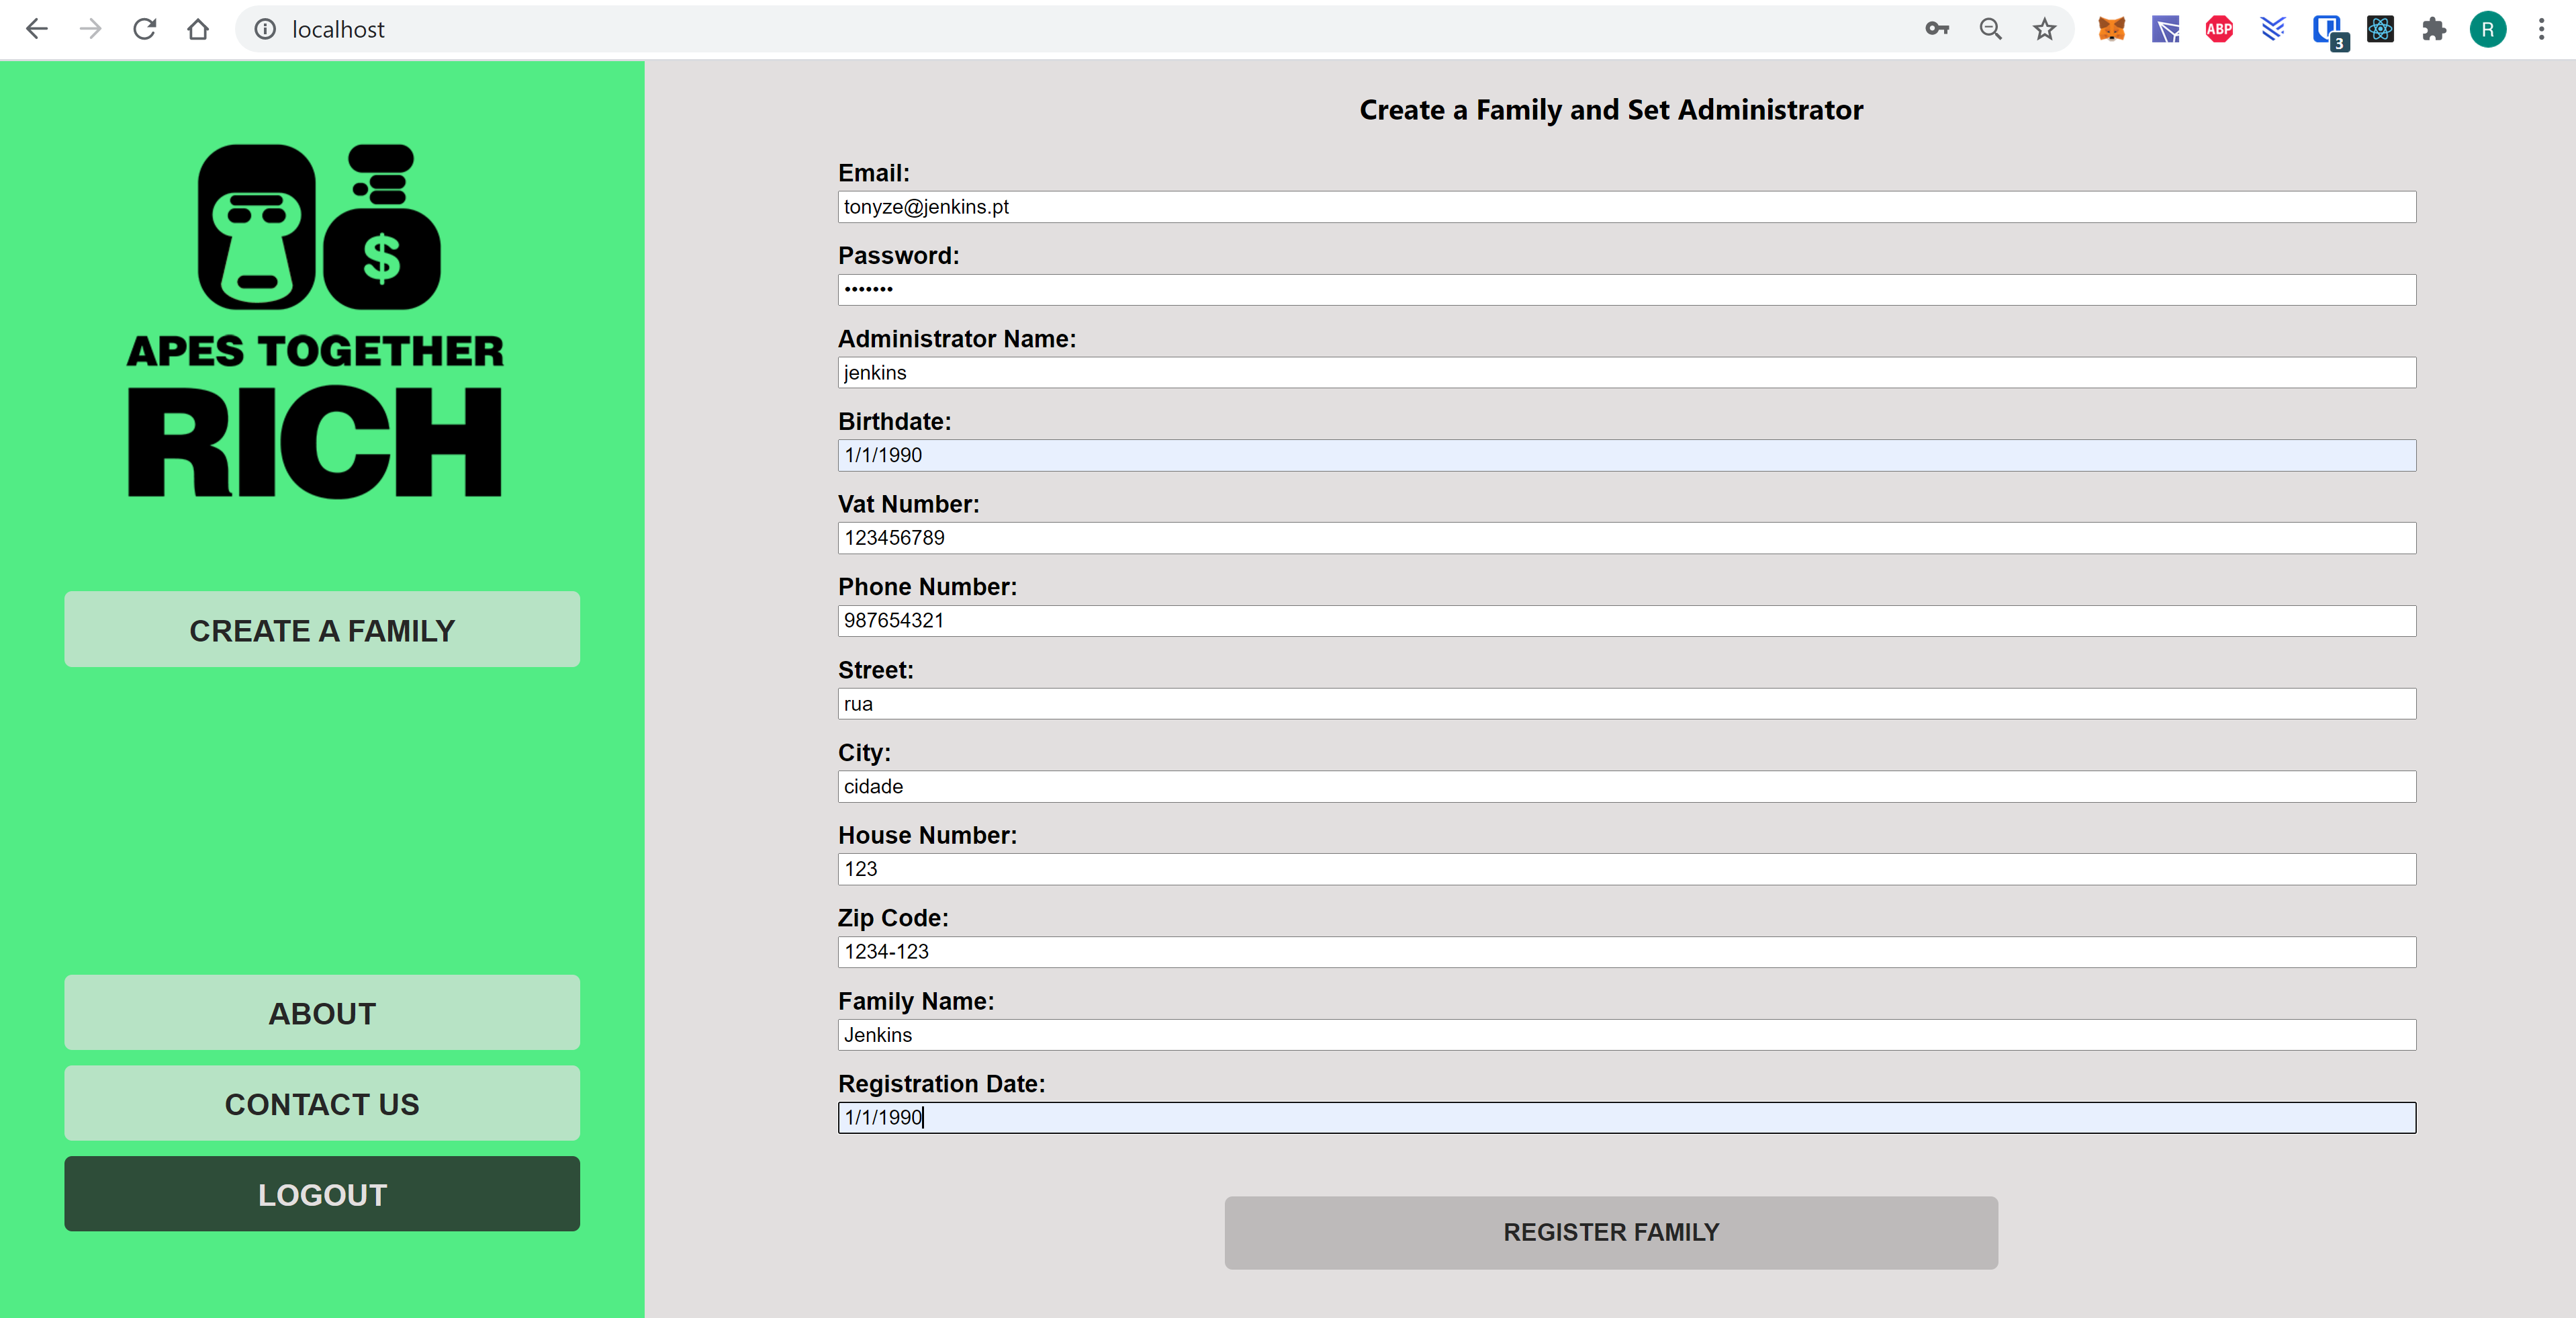 localhost
ABP
3
R
$
APES TOGETHER
RICH
CREATE A FAMILY
ABOUT
CONTACT US
LOGOUT
Create a Family and Set Administrator
Email:
tonyze@jenkins.pt
Password:
•••••••
Administrator Name:
jenkins
Birthdate:
1/1/1990
Vat Number:
123456789
Phone Number:
987654321
Street:
rua
City:
cidade
House Number:
123
Zip Code:
1234-123
Family Name:
Jenkins
Registration Date:
1/1/1990
REGISTER FAMILY